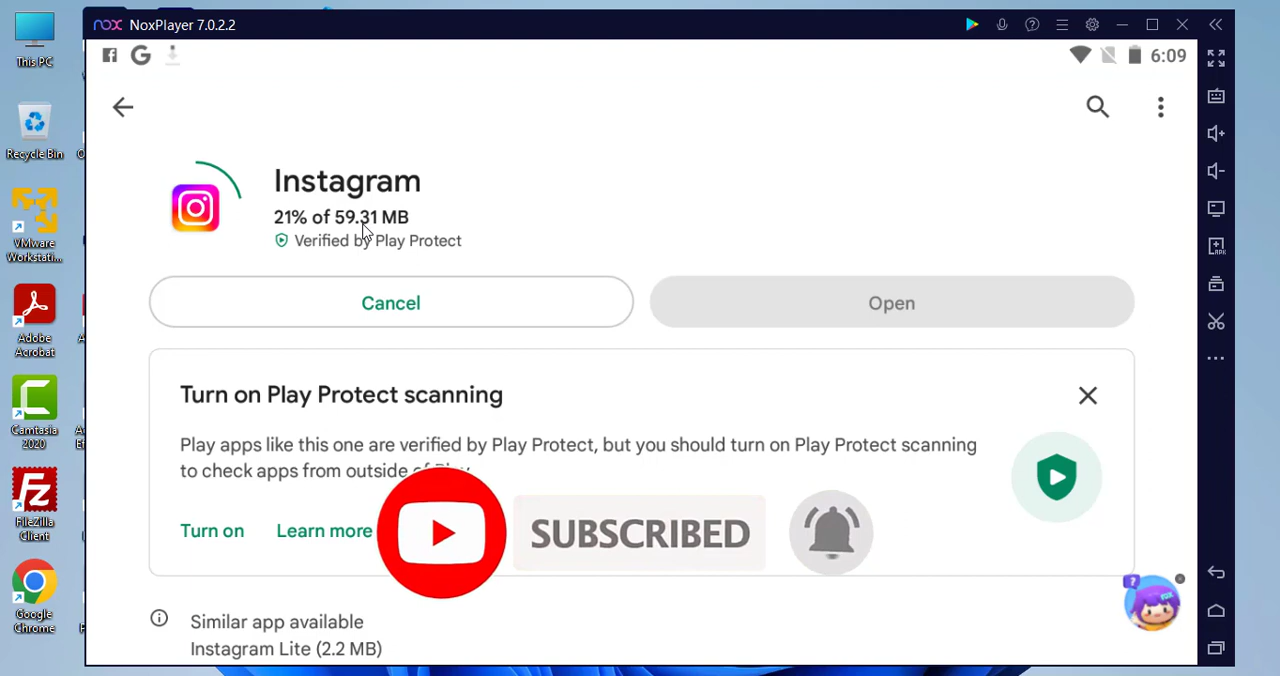 This PC
Recycle Bin
VMware
Workstati...
Adobe
Acrobat
Camtasia
2020
FileZilla
Client
Google
Chrome
nox NoxPlayer 7.0.2.2
6:09
Instagram
21% of 59.31 MB
Verified by Play Protect
Cancel
Open
Turn on Play Protect scanning
Play apps like this one are verified by Play Protect, but you should turn on Play Protect scanning
to check apps from outside of Play.
Turn on
Learn more
SUBSCRIBED
Similar app available
Instagram Lite (2.2 MB)